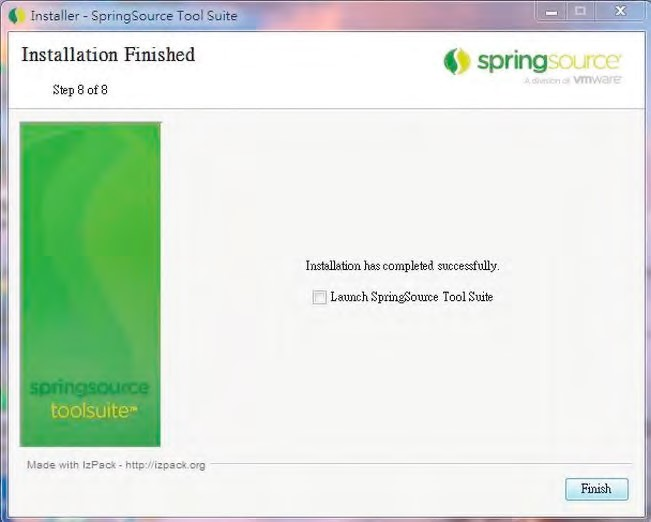 Installer - SpringSource Tool Suite
Installation Finished
Step 8 of 8
springsource
A division of vmware
springsource
toolsuite™
Installation has completed successfully.
Launch SpringSource Tool Suite
Made with IzPack - http://izpack.org
Finish